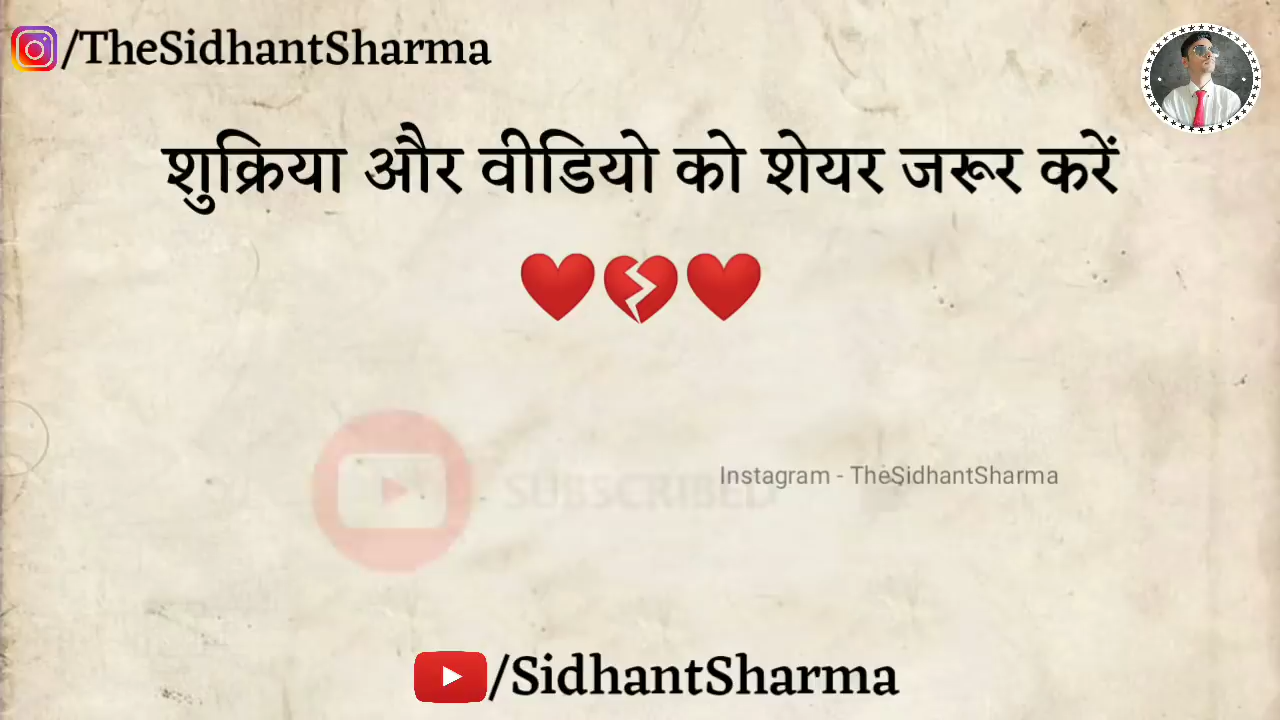 /TheSidhantSharma
शुक्रिया और वीडियो को शेयर जरूर करें
❤️💔❤️
SUBSCRIBED
Instagram - TheSidhantSharma
/SidhantSharma